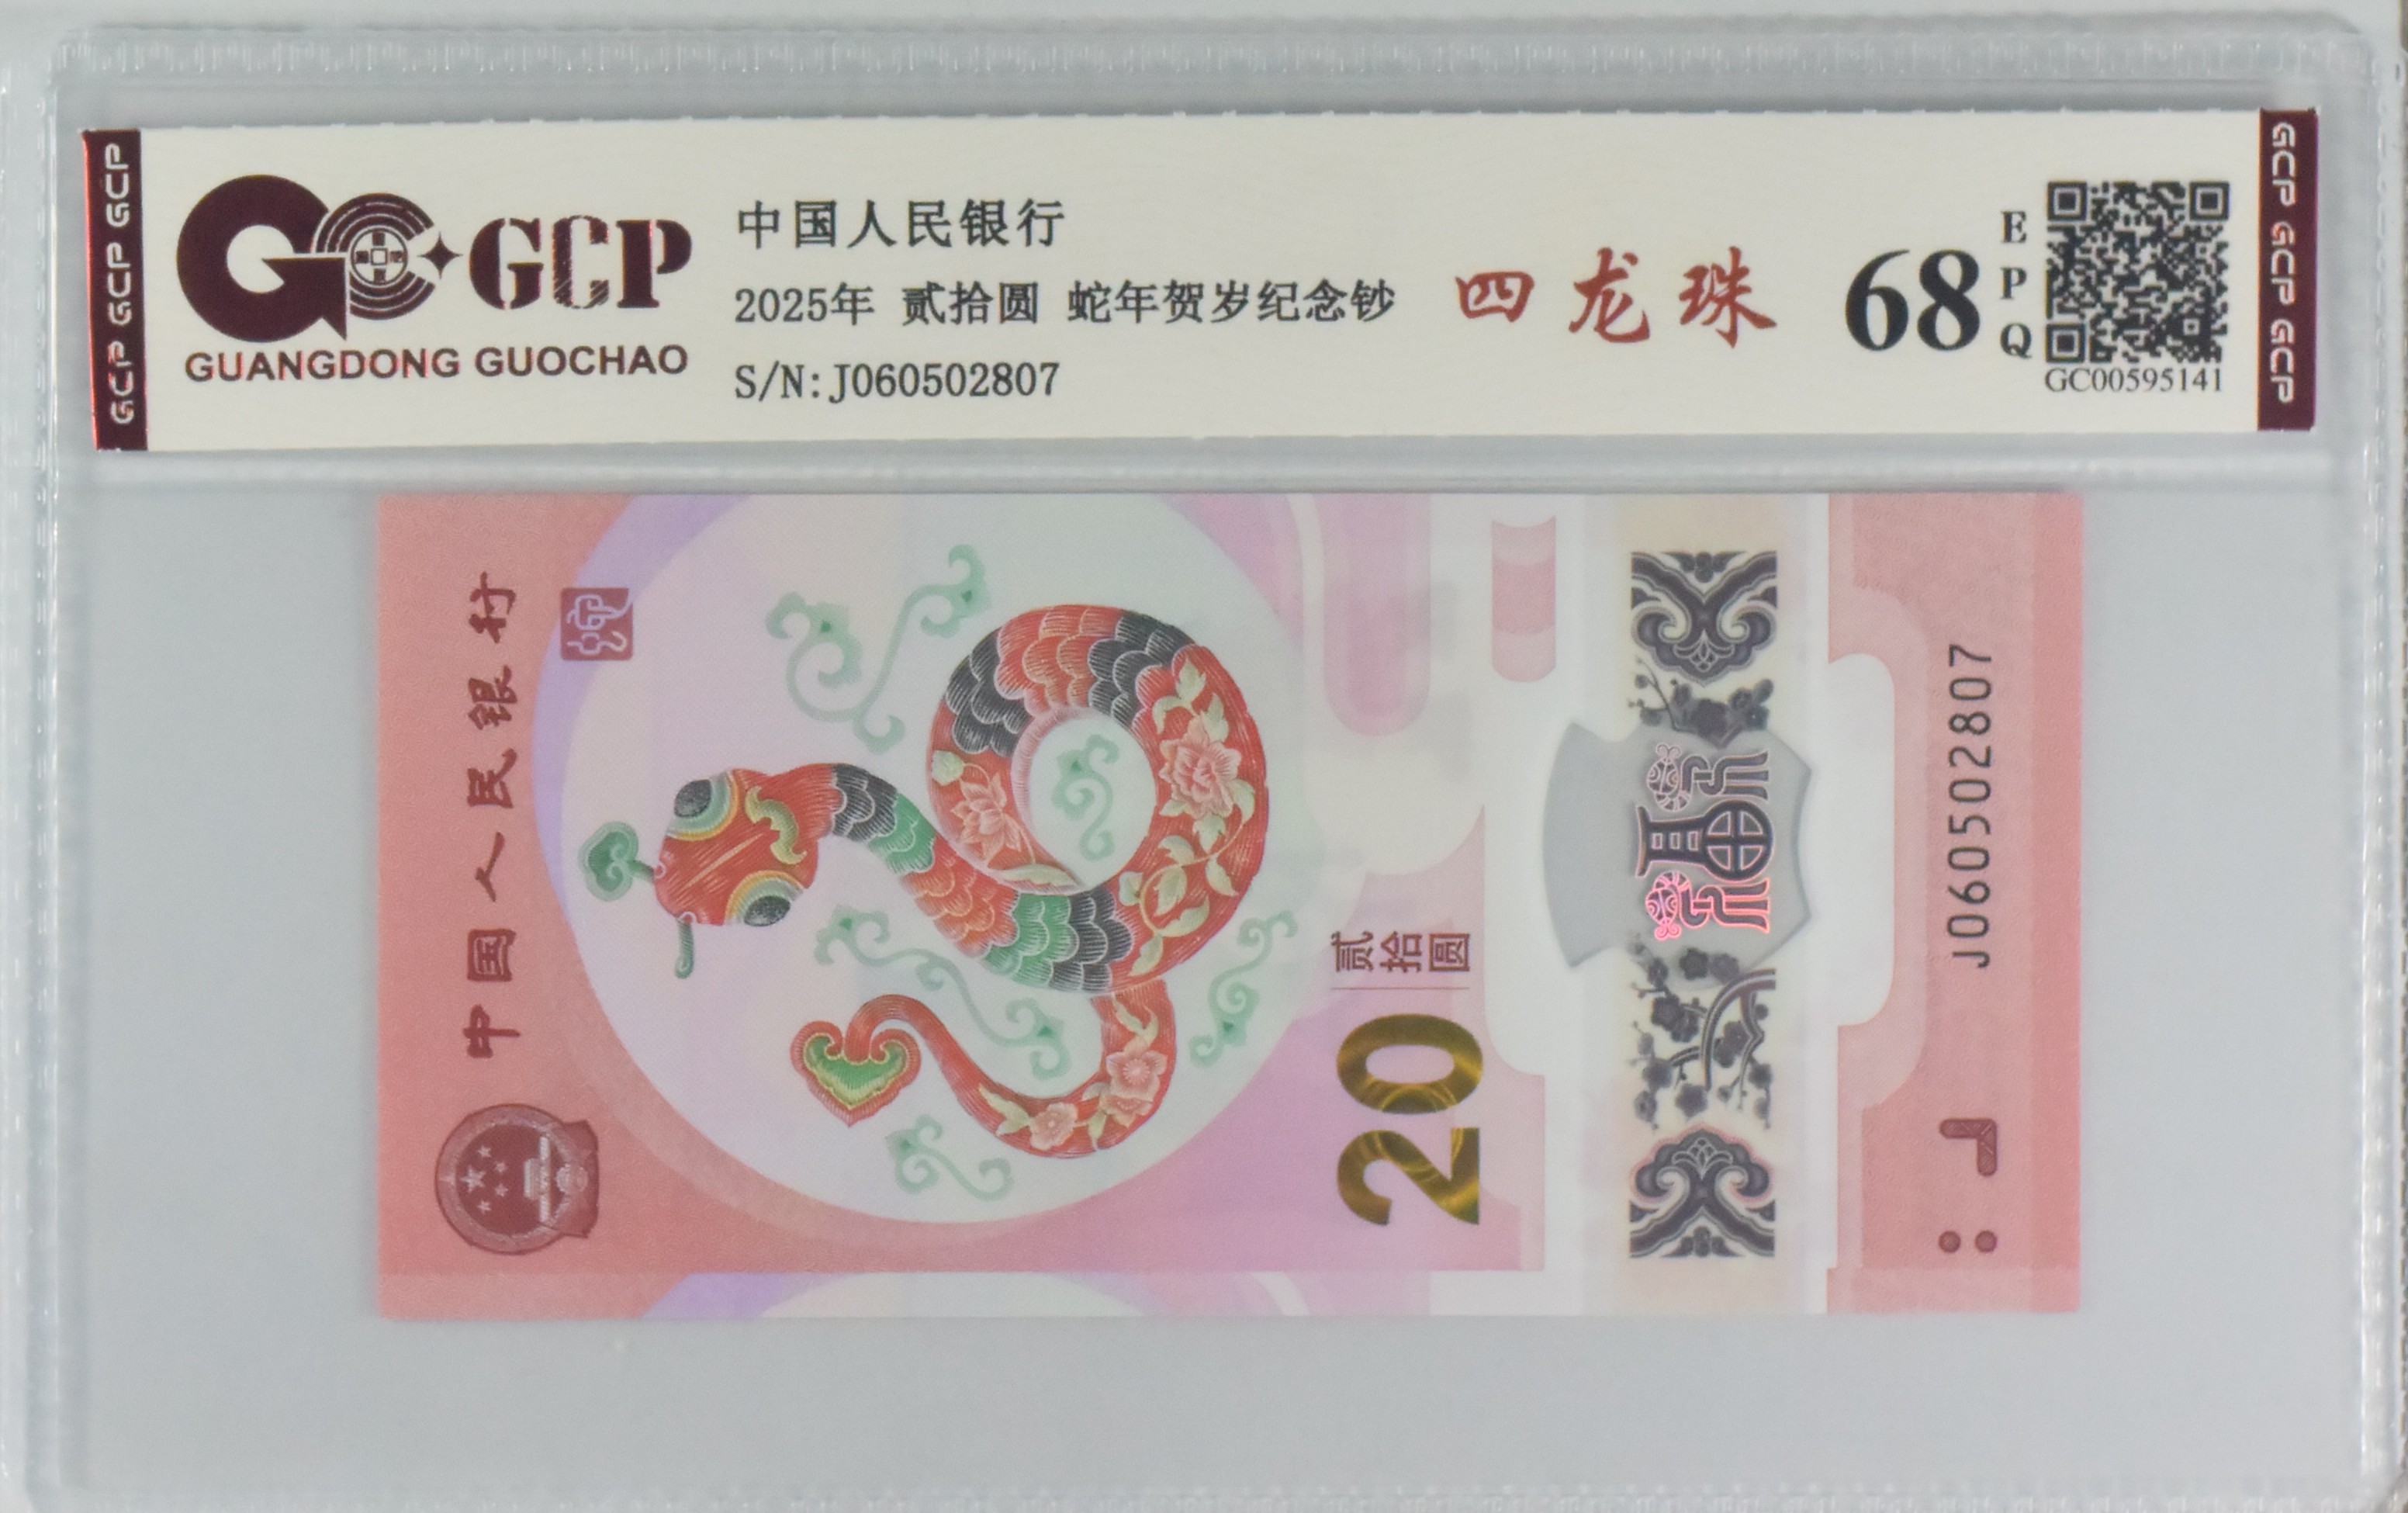 GCP GCP GCP
GCP
GUANGDONG GUOCHAO
中国人民银行
2025年 贰拾圆 蛇年贺岁纪念钞
S/N:J060502807
四龙珠
68
EPQ
GC00595141
GCP GCP GCP
中国人民银行
贰拾圆
20
J060502807